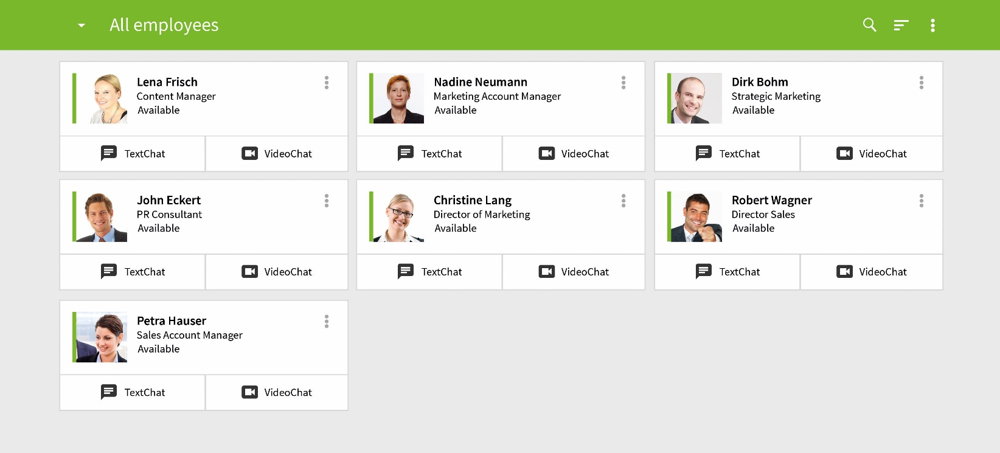 All employees
Lena Frisch
Content Manager
Available
TextChat
VideoChat
Nadine Neumann
Marketing Account Manager
Available
TextChat
VideoChat
Dirk Bohm
Strategic Marketing
Available
TextChat
VideoChat
John Eckert
PR Consultant
Available
TextChat
VideoChat
Christine Lang
Director of Marketing
Available
TextChat
VideoChat
Robert Wagner
Director Sales
Available
TextChat
VideoChat
Petra Hauser
Sales Account Manager
Available
TextChat
VideoChat